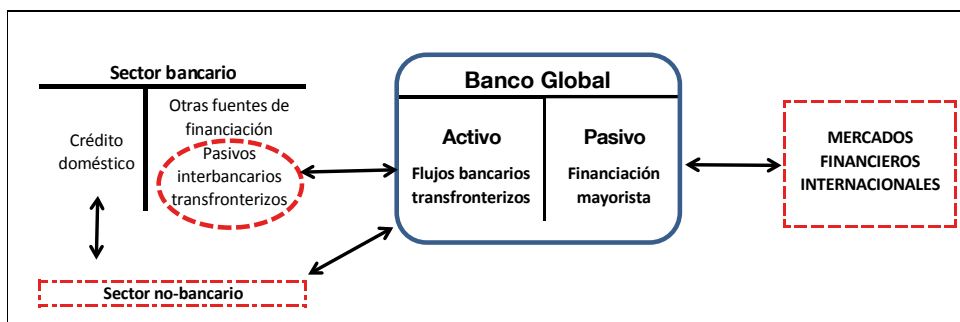 Sector bancario
Crédito
doméstico
Otras fuentes de
financiación
Pasivos
interbancarios
transfronterizos
Sector no-bancario
Banco Global
Activo
Flujos bancarios
transfronterizos
Pasivo
Financiación
mayorista
MERCADOS
FINANCIEROS
INTERNACIONALES